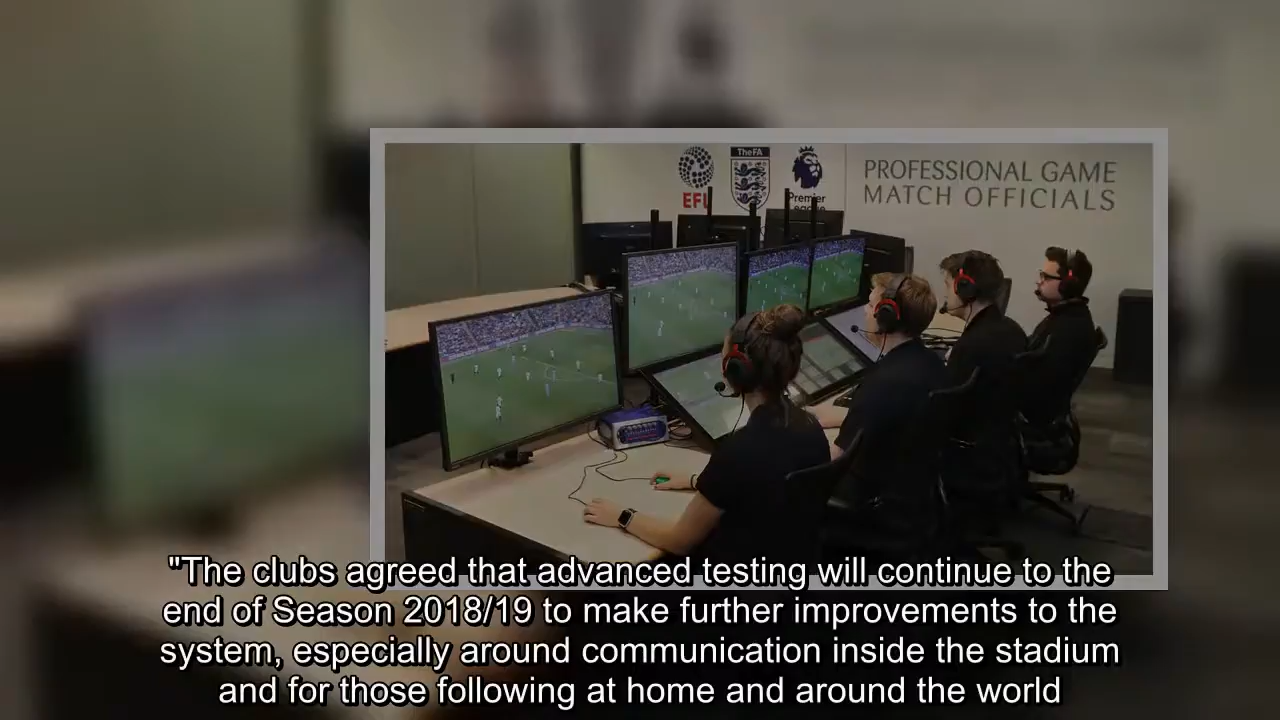 EFL
TheFA
Premier
League
PROFESSIONAL GAME
MATCH OFFICIALS
"The clubs agreed that advanced testing will continue to the
end of Season 2018/19 to make further improvements to the
system, especially around communication inside the stadium
and for those following at home and around the world